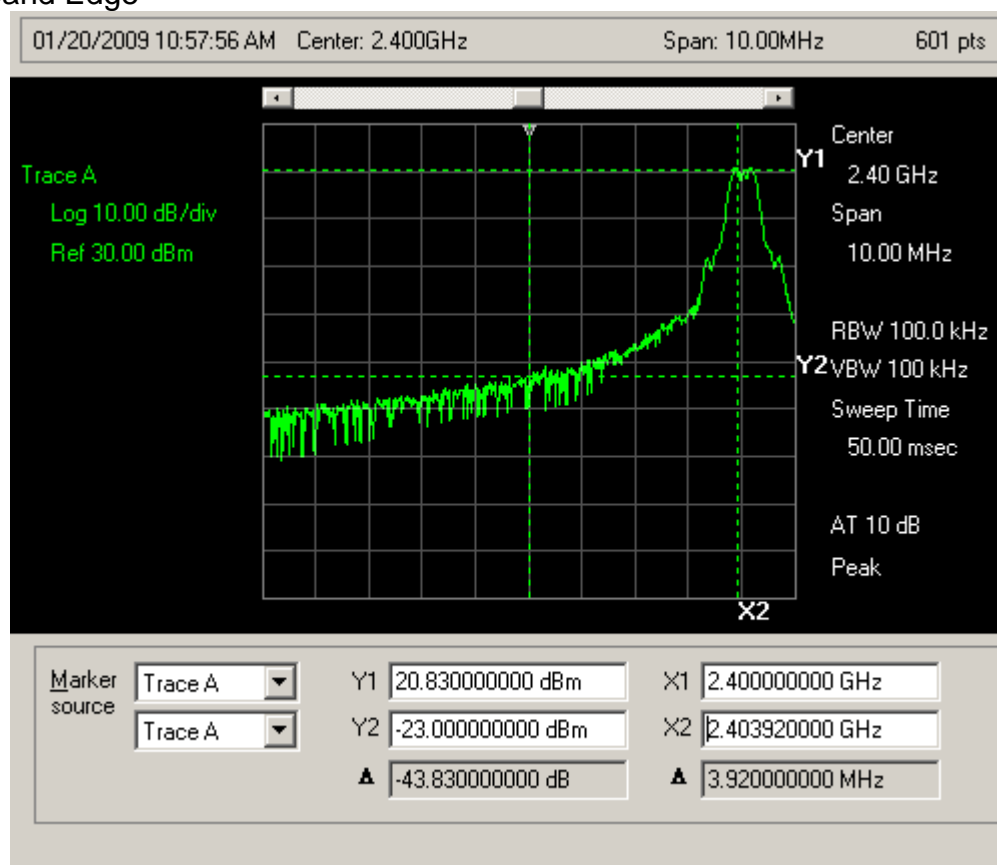 and Edge
01/20/2009 10:57:56 AM Center: 2.400GHz Span: 10.00MHz 601 pts
Trace A
Log 10.00 dB/div
Ref 30.00 dBm
Y1
Y2
X2
Center
2.40 GHz
Span
10.00 MHz
RBW 100.0 kHz
VBW 100 kHz
Sweep Time
50.00 msec
AT 10 dB
Peak
Marker source Trace A Y1 20.830000000 dBm X1 2.400000000 GHz
Trace A Y2 -23.000000000 dBm X2 2.403920000 GHz
Δ -43.830000000 dB Δ 3.920000000 MHz